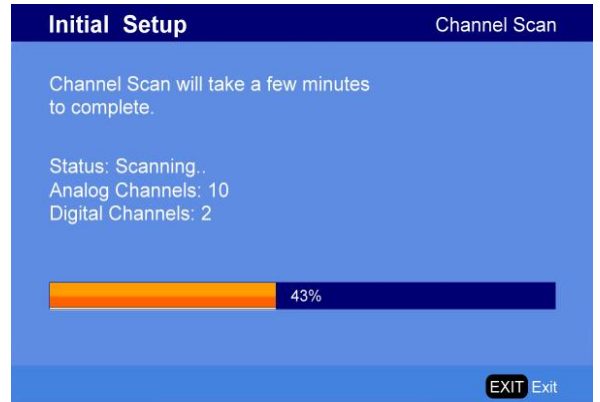 Initial Setup
Channel Scan
Channel Scan will take a few minutes
to complete.
Status: Scanning..
Analog Channels: 10
Digital Channels: 2
43%
EXIT Exit